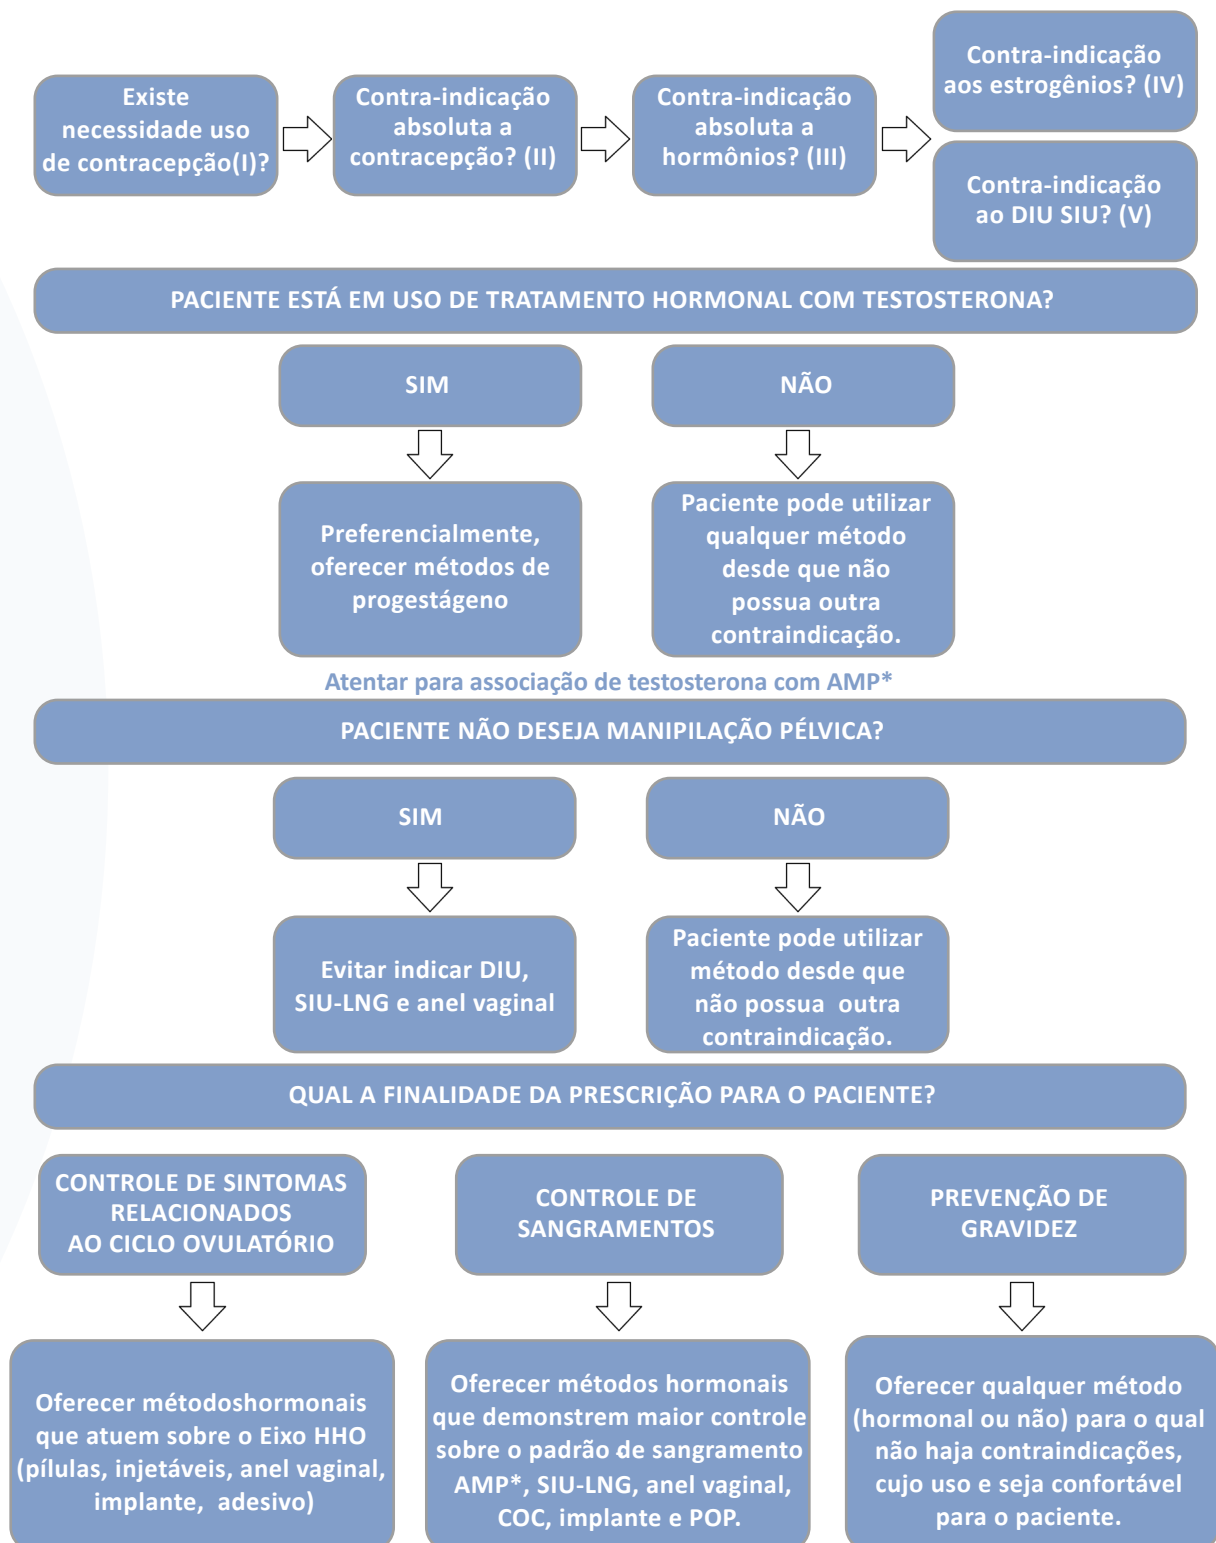 Existe
necessidade uso
de contracepção(I)?
Contra-indicação
absoluta a
contracepção? (II)
Contra-indicação
absoluta a
hormônios? (III)
Contra-indicação
aos estrogênios? (IV)
Contra-indicação
ao DIU SIU? (V)
PACIENTE ESTÁ EM USO DE TRATAMENTO HORMONAL COM TESTOSTERONA?
SIM
NÃO
Preferencialmente,
oferecer métodos de
progestágeno
Paciente pode utilizar
qualquer método
desde que não
possua outra
contraindicação.
Atentar para associação de testosterona com AMP*
PACIENTE NÃO DESEJA MANIPILAÇÃO PÉLVICA?
SIM
NÃO
Evitar indicar DIU,
SIU-LNG e anel vaginal
Paciente pode utilizar
método desde que
não possua outra
contraindicação.
QUAL A FINALIDADE DA PRESCRIÇÃO PARA O PACIENTE?
CONTROLE DE SINTOMAS
RELACIONADOS
AO CICLO OVULATÓRIO
CONTROLE DE
SANGRAMENTOS
PREVENÇÃO DE
GRAVIDEZ
Oferecer métodoshormonais
que atuem sobre o Eixo HHO
(pílulas, injetáveis, anel vaginal,
implante, adesivo)
Oferecer métodos hormonais
que demonstrem maior controle
sobre o padrão de sangramento
AMP*, SIU-LNG, anel vaginal,
COC, implante e POP.
Oferecer qualquer método
(hormonal ou não) para o qual
não haja contraindicações,
cujo uso e seja confortável
para o paciente.